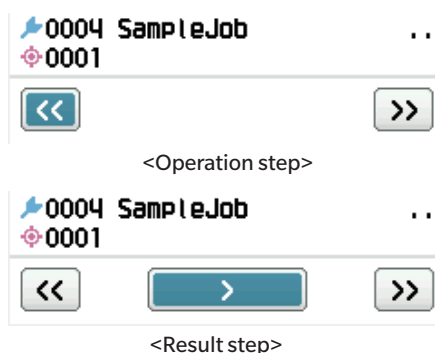 0004 SampleJob ..
0001
<< >>
<Operation step>
0004 SampleJob ..
0001
<< > >>
<Result step>